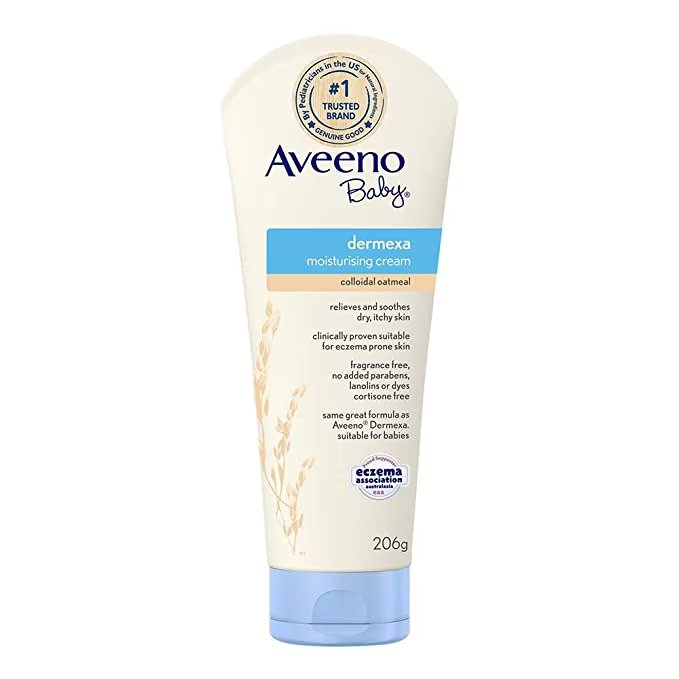 By Pediatricians in the US for Natural Ingredients
#1
TRUSTED
BRAND
GENUINE GOOD
Aveeno
Baby®
dermexa
moisturising cream
colloidal oatmeal
relieves and soothes
dry, itchy skin
clinically proven suitable
for eczema prone skin
fragrance free,
no added parabens,
lanolins or dyes
cortisone free
same great formula as
Aveeno® Dermexa.
suitable for babies
Proud Supporter
eczema
association
australasia
eaa
206g